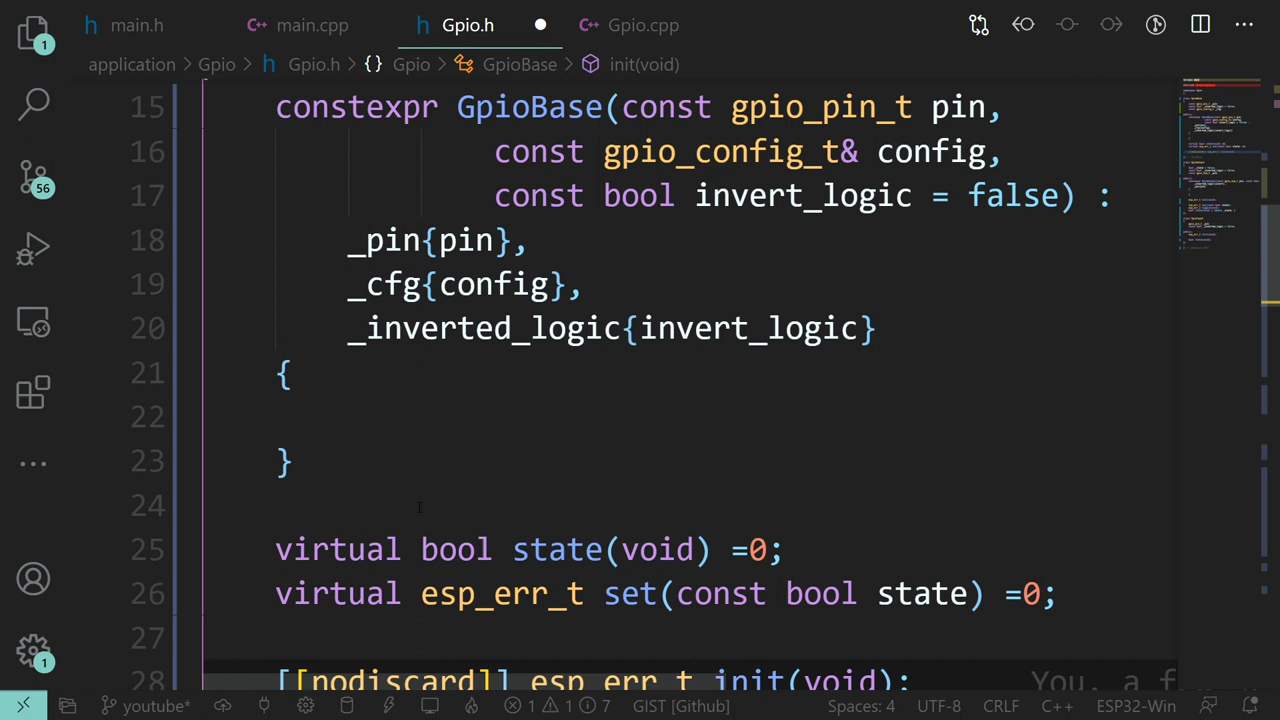 main.h main.cpp Gpio.h Gpio.cpp
application > Gpio > Gpio.h > {} Gpio > GpioBase > init(void)
15 constexpr GpioBase(const gpio_pin_t pin,
16 const gpio_config_t& config,
17 const bool invert_logic = false) :
18 _pin{pin},
19 _cfg{config},
20 _inverted_logic{invert_logic}
21 {
22
23 }
24
25 virtual bool state(void) =0;
26 virtual esp_err_t set(const bool state) =0;
27
28 [[nodiscard]] esp_err_t init(void); You, a f
1
56
1
youtube* 1 1 7 GIST [Github] Spaces: 4 UTF-8 CRLF C++ ESP32-Win